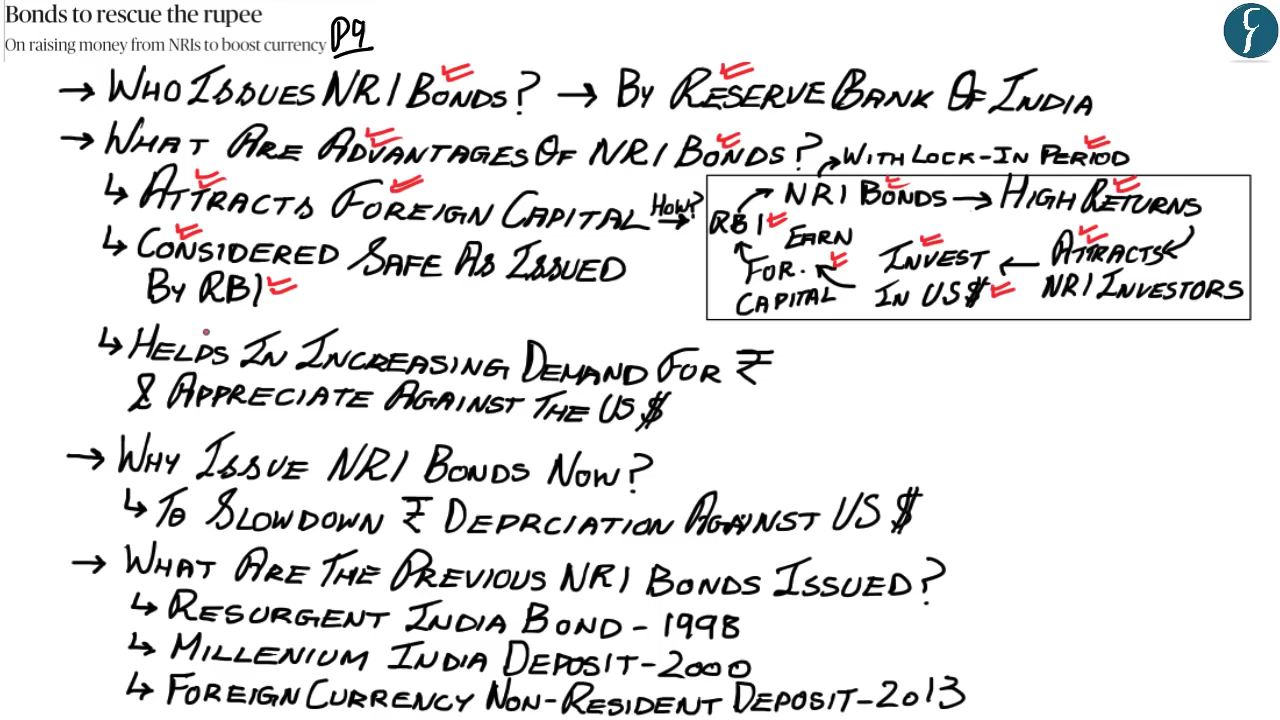 Bonds to rescue the rupee
On raising money from NRIs to boost currency P9
→ WHO ISSUES NRI BONDS? → BY RESERVE BANK OF INDIA
→ WHAT ARE ADVANTAGES OF NRI BONDS?
↳ ATTRACTS FOREIGN CAPITAL HOW? →
↳ CONSIDERED SAFE AS ISSUED
BY RBI
WITH LOCK-IN PERIOD
RBI → NRI BONDS → HIGH RETURNS
ATTRACTS
NRI INVESTORS
← INVEST
IN US $
EARN
FOR.
CAPITAL
↳ HELPS IN INCREASING DEMAND FOR ₹
& APPRECIATE AGAINST THE US $
→ WHY ISSUE NRI BONDS NOW?
↳ TO SLOWDOWN ₹ DEPRCIATION AGAINST US $
→ WHAT ARE THE PREVIOUS NRI BONDS ISSUED?
↳ RESURGENT INDIA BOND - 1998
↳ MILLENIUM INDIA DEPOSIT - 2000
↳ FOREIGN CURRENCY NON-RESIDENT DEPOSIT - 2013